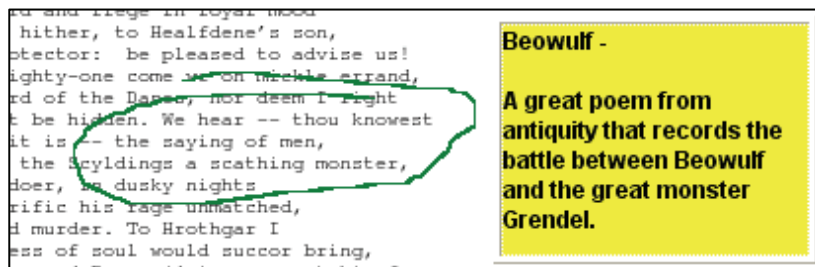 rd and liege in loyal mood
hither, to Healfdene's son,
otector: be pleased to advise us!
ighty-one come we on mickle errand,
rd of the Danes, nor deem I right
t be hidden. We hear -- thou knowest
it is -- the saying of men,
the Scyldings a scathing monster,
doer, in dusky nights
rrific his rage unmatched,
d murder. To Hrothgar I
ess of soul would succor bring,
Beowulf -
A great poem from
antiquity that records the
battle between Beowulf
and the great monster
Grendel.